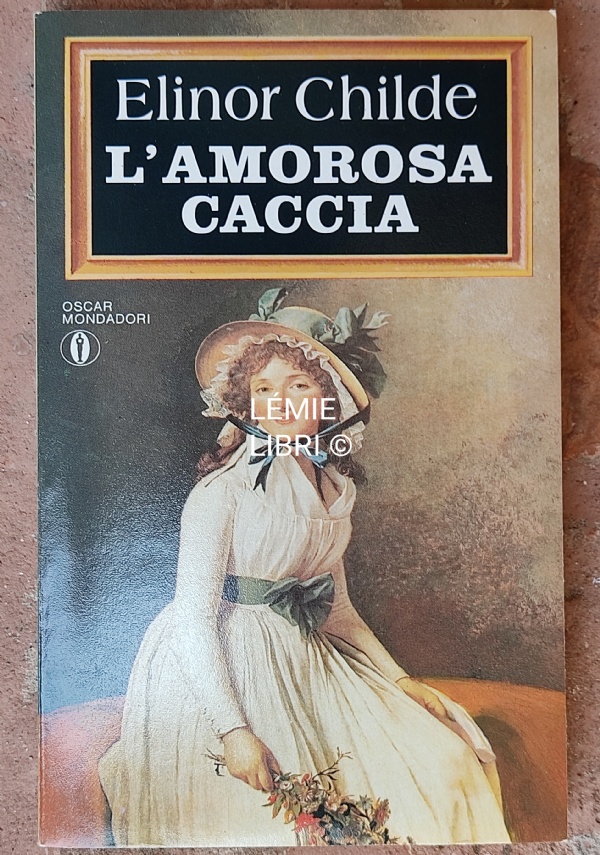 Elinor Childe
L'AMOROSA
CACCIA
OSCAR
MONDADORI
LÉMIE
LIBRI ©